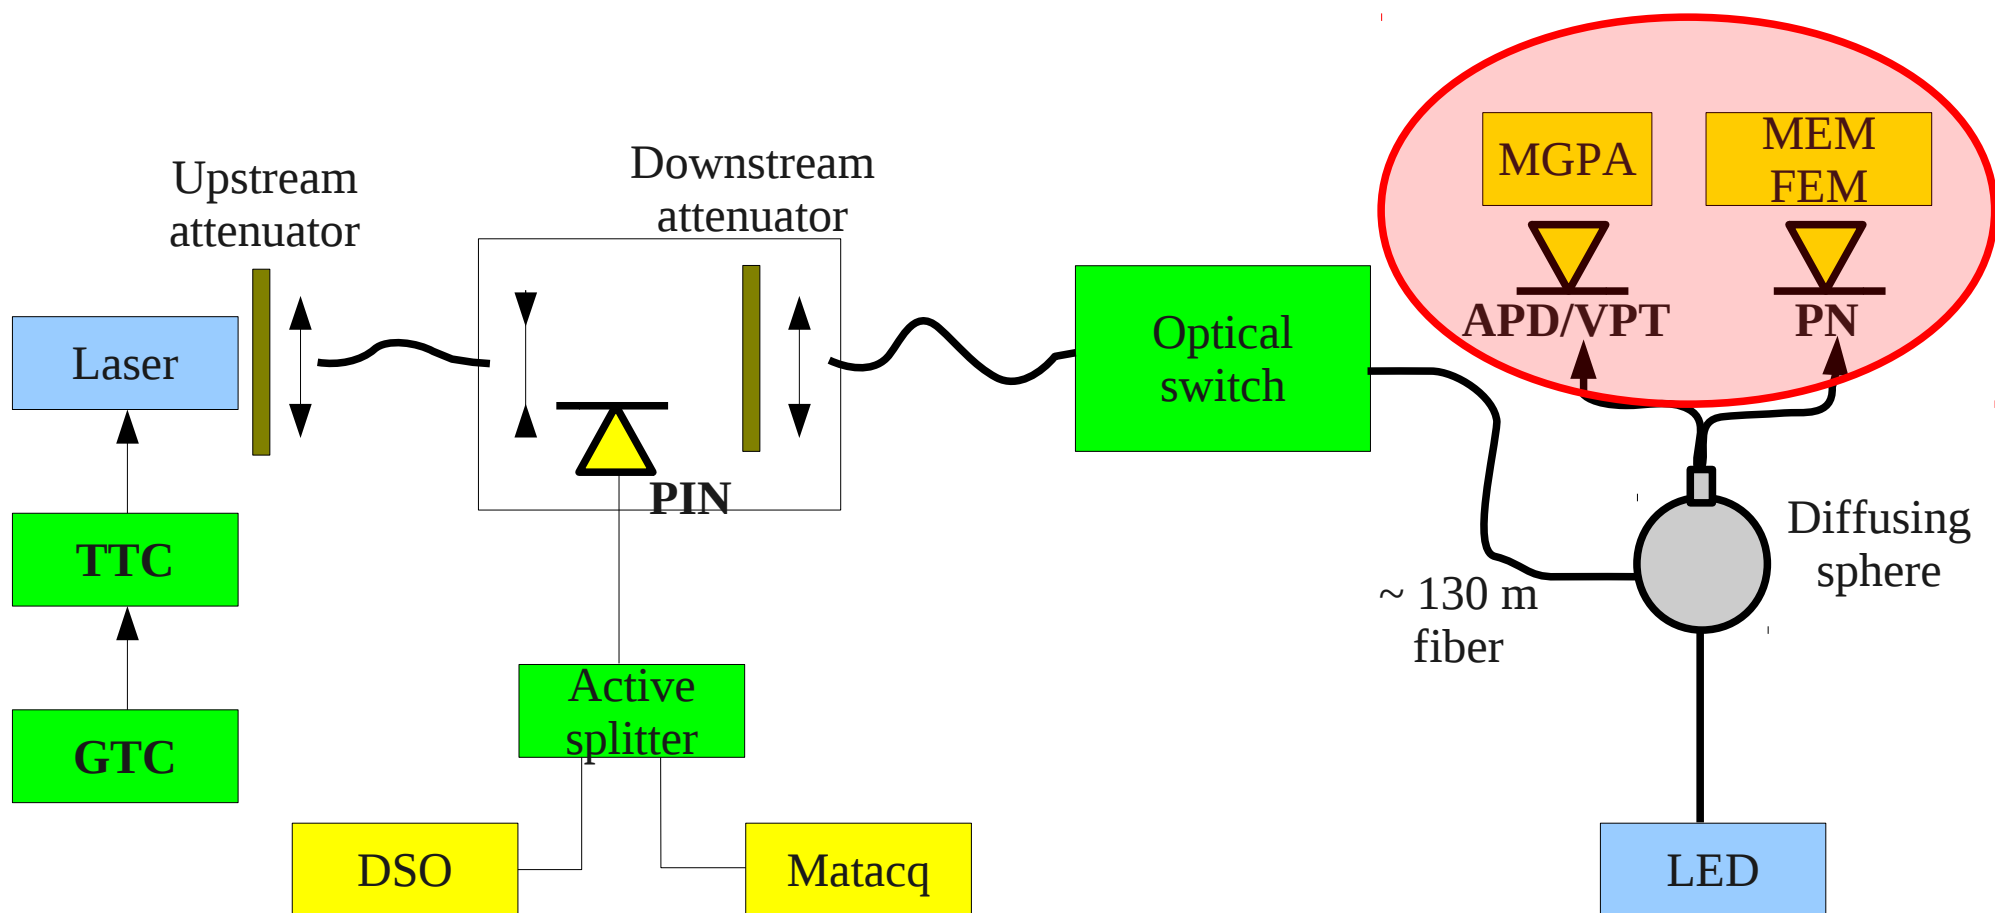 Upstream
attenuator
Downstream
attenuator
MGPA
MEM
FEM
APD/VPT
PN
Laser
Optical
switch
PIN
TTC
Diffusing
sphere
~ 130 m
fiber
GTC
Active
splitter
DSO
Matacq
LED